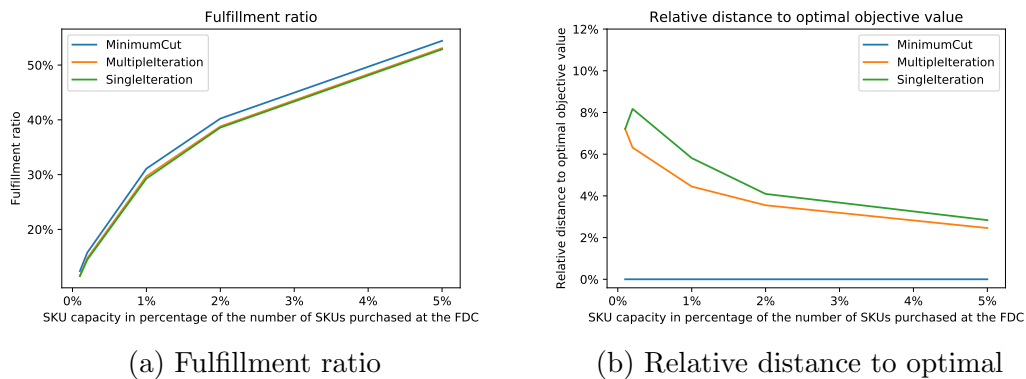 Fulfillment ratio
MinimumCut
MultipleIteration
SingleIteration
Fulfillment ratio
50%
40%
30%
20%
0% 1% 2% 3% 4% 5%
SKU capacity in percentage of the number of SKUs purchased at the FDC
(a) Fulfillment ratio
Relative distance to optimal objective value
MinimumCut
MultipleIteration
SingleIteration
Relative distance to optimal objective value
12%
10%
8%
6%
4%
2%
0%
0% 1% 2% 3% 4% 5%
SKU capacity in percentage of the number of SKUs purchased at the FDC
(b) Relative distance to optimal